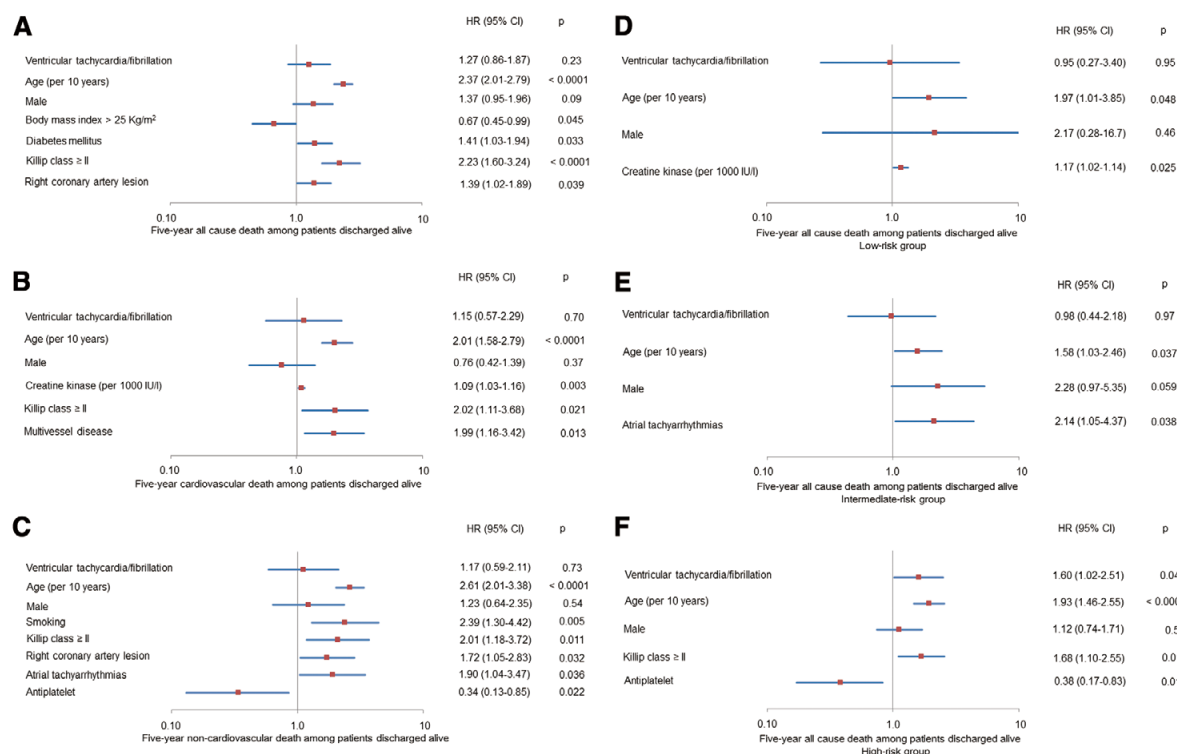 A
HR (95% CI) p
Ventricular tachycardia/fibrillation 1.27 (0.86-1.87) 0.23
Age (per 10 years) 2.37 (2.01-2.79) < 0.0001
Male 1.37 (0.95-1.96) 0.09
Body mass index > 25 Kg/m² 0.67 (0.45-0.99) 0.045
Diabetes mellitus 1.41 (1.03-1.94) 0.033
Killip class ≥ II 2.23 (1.60-3.24) < 0.0001
Right coronary artery lesion 1.39 (1.02-1.89) 0.039
0.10 1.0 10
Five-year all cause death among patients discharged alive
B
HR (95% CI) p
Ventricular tachycardia/fibrillation 1.15 (0.57-2.29) 0.70
Age (per 10 years) 2.01 (1.58-2.79) < 0.0001
Male 0.76 (0.42-1.39) 0.37
Creatine kinase (per 1000 IU/l) 1.09 (1.03-1.16) 0.003
Killip class ≥ II 2.02 (1.11-3.68) 0.021
Multivessel disease 1.99 (1.16-3.42) 0.013
0.10 1.0 10
Five-year cardiovascular death among patients discharged alive
C
HR (95% CI) p
Ventricular tachycardia/fibrillation 1.17 (0.59-2.11) 0.73
Age (per 10 years) 2.61 (2.01-3.38) < 0.0001
Male 1.23 (0.64-2.35) 0.54
Smoking 2.39 (1.30-4.42) 0.005
Killip class ≥ II 2.01 (1.18-3.72) 0.011
Right coronary artery lesion 1.72 (1.05-2.83) 0.032
Atrial tachyarrhythmias 1.90 (1.04-3.47) 0.036
Antiplatelet 0.34 (0.13-0.85) 0.022
0.10 1.0 10
Five-year non-cardiovascular death among patients discharged alive
D
HR (95% CI) p
Ventricular tachycardia/fibrillation 0.95 (0.27-3.40) 0.95
Age (per 10 years) 1.97 (1.01-3.85) 0.048
Male 2.17 (0.28-16.7) 0.46
Creatine kinase (per 1000 IU/l) 1.17 (1.02-1.14) 0.025
0.10 1.0 10
Five-year all cause death among patients discharged alive
Low-risk group
E
HR (95% CI) p
Ventricular tachycardia/fibrillation 0.98 (0.44-2.18) 0.97
Age (per 10 years) 1.58 (1.03-2.46) 0.037
Male 2.28 (0.97-5.35) 0.059
Atrial tachyarrhythmias 2.14 (1.05-4.37) 0.038
0.10 1.0 10
Five-year all cause death among patients discharged alive
Intermediate-risk group
F
HR (95% CI) p
Ventricular tachycardia/fibrillation 1.60 (1.02-2.51) 0.04
Age (per 10 years) 1.93 (1.46-2.55) < 0.000
Male 1.12 (0.74-1.71) 0.5
Killip class ≥ II 1.68 (1.10-2.55) 0.0
Antiplatelet 0.38 (0.17-0.83)
0.10 1.0 10
Five-year all cause death among patients discharged alive
High-risk group